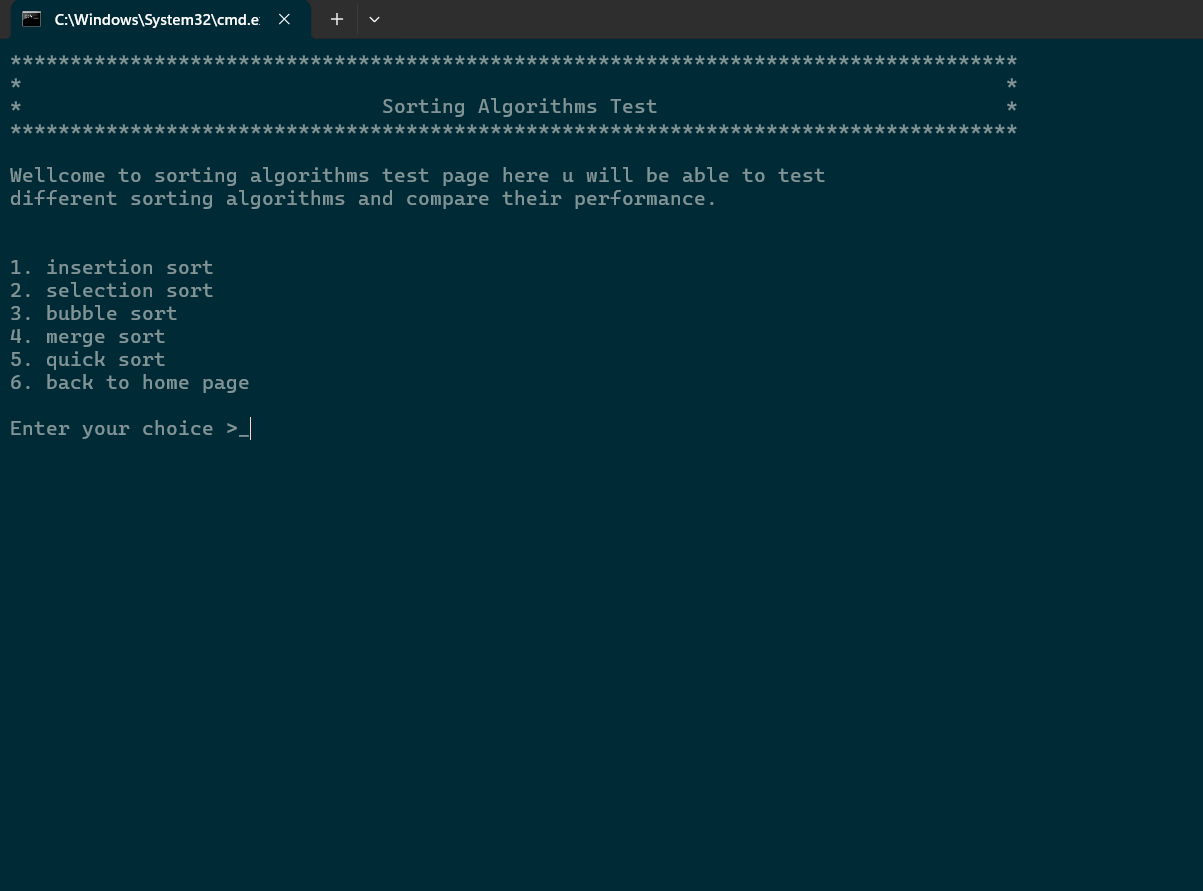 C:\Windows\System32\cmd.e
************************************************************************************
*                                                                                  *
*                              Sorting Algorithms Test                             *
************************************************************************************
Wellcome to sorting algorithms test page here u will be able to test
different sorting algorithms and compare their performance.
1. insertion sort
2. selection sort
3. bubble sort
4. merge sort
5. quick sort
6. back to home page
Enter your choice >_